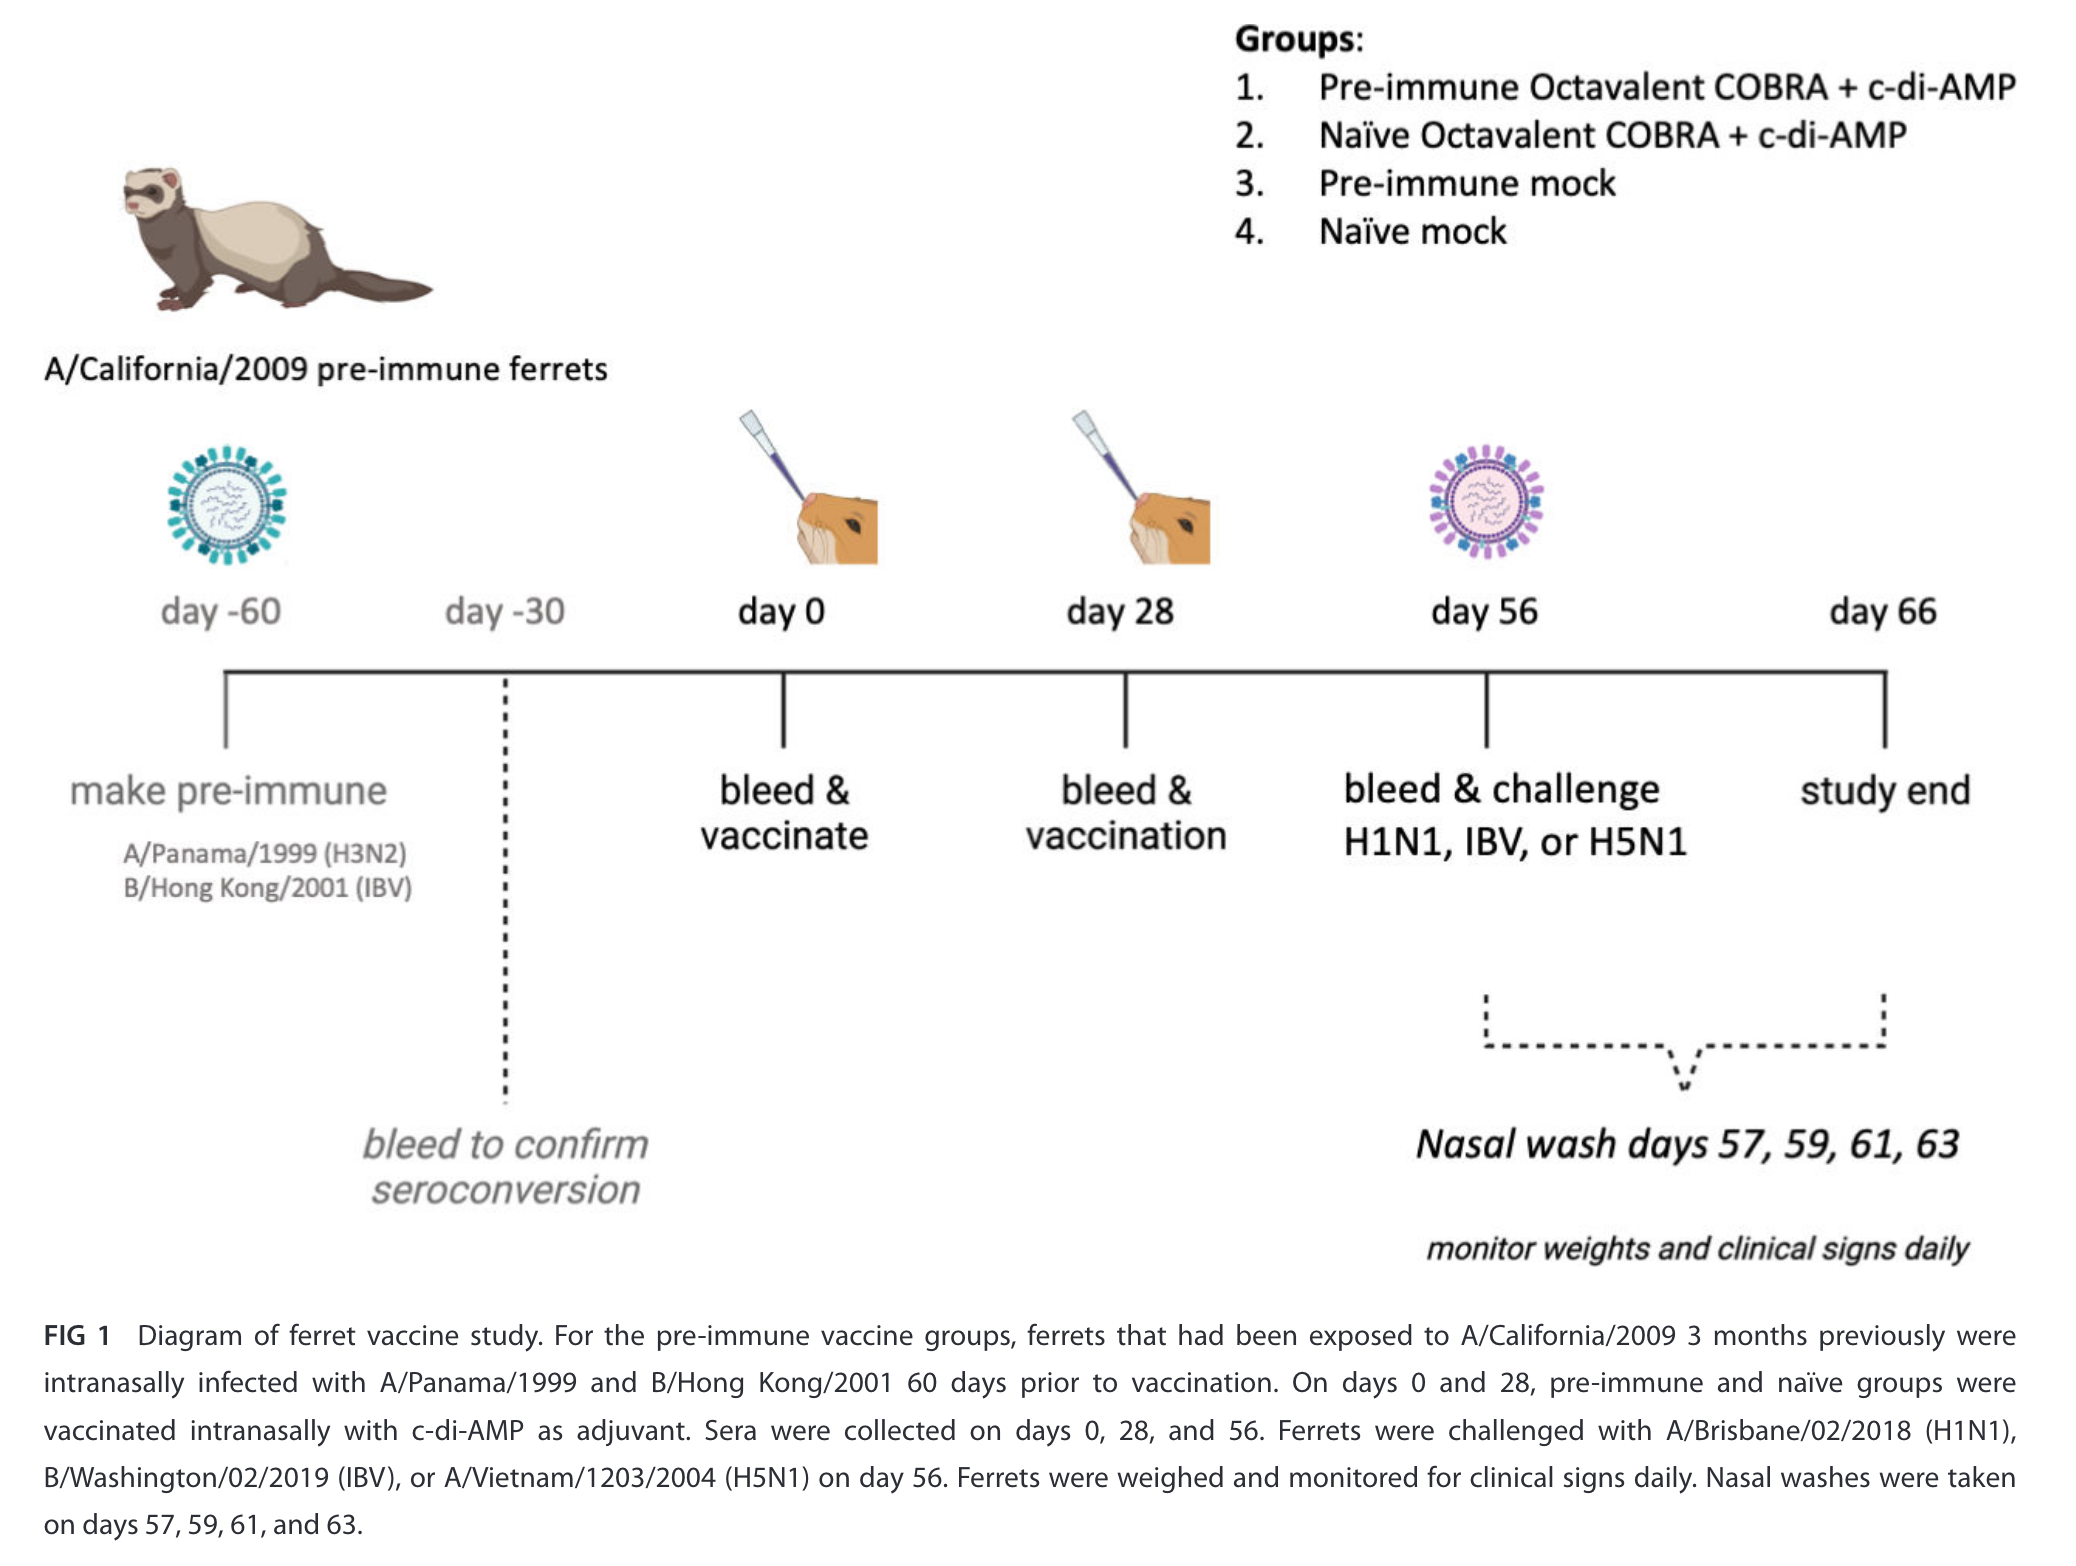 Groups:
1. Pre-immune Octavalent COBRA + c-di-AMP
2. Naïve Octavalent COBRA + c-di-AMP
3. Pre-immune mock
4. Naïve mock
A/California/2009 pre-immune ferrets
day -60
day -30
day 0
day 28
day 56
day 66
make pre-immune
A/Panama/1999 (H3N2)
B/Hong Kong/2001 (IBV)
bleed &
vaccinate
bleed &
vaccination
bleed & challenge
H1N1, IBV, or H5N1
study end
bleed to confirm
seroconversion
Nasal wash days 57, 59, 61, 63
monitor weights and clinical signs daily
FIG 1 Diagram of ferret vaccine study. For the pre-immune vaccine groups, ferrets that had been exposed to A/California/2009 3 months previously were
intranasally infected with A/Panama/1999 and B/Hong Kong/2001 60 days prior to vaccination. On days 0 and 28, pre-immune and naïve groups were
vaccinated intranasally with c-di-AMP as adjuvant. Sera were collected on days 0, 28, and 56. Ferrets were challenged with A/Brisbane/02/2018 (H1N1),
B/Washington/02/2019 (IBV), or A/Vietnam/1203/2004 (H5N1) on day 56. Ferrets were weighed and monitored for clinical signs daily. Nasal washes were taken
on days 57, 59, 61, and 63.